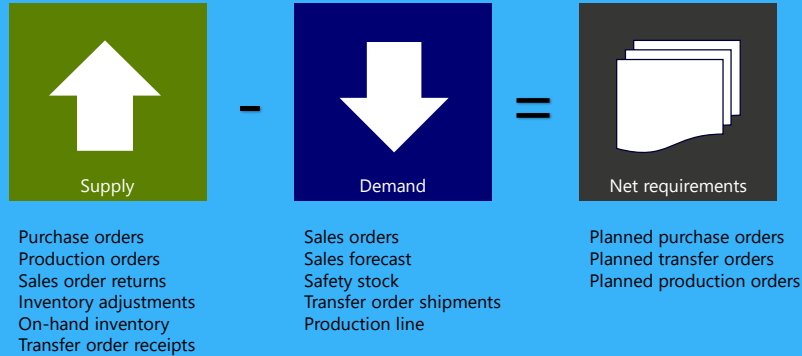 Supply
-
Demand
=
Net requirements
Purchase orders
Production orders
Sales order returns
Inventory adjustments
On-hand inventory
Transfer order receipts
Sales orders
Sales forecast
Safety stock
Transfer order shipments
Production line
Planned purchase orders
Planned transfer orders
Planned production orders